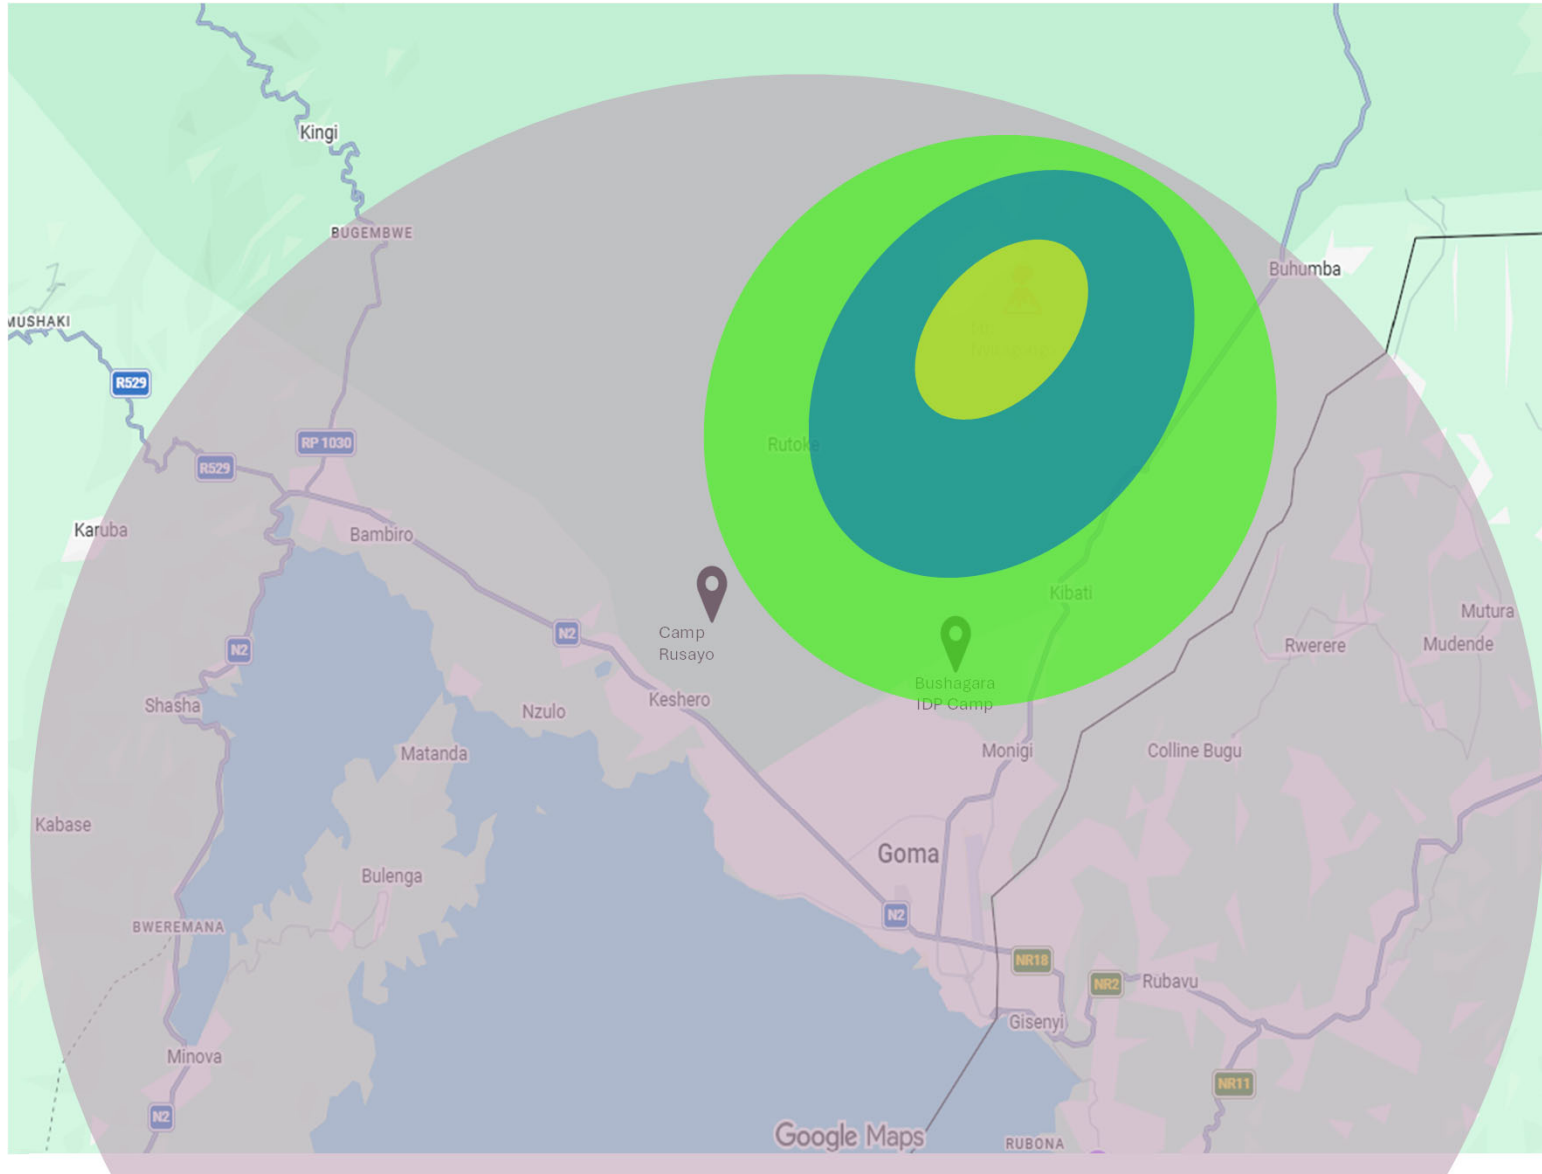 Kingi
BUGEMBWE
Buhumba
MUSHAKI
R529
RP 1030
Rutoke
R529
Karuba
Bambiro
Kibati
Mutura
N2
Camp
Rusayo
Rwerere
Mudende
N2
Bushagara
IDP Camp
Keshero
Shasha
Nzulo
Matanda
Monigi
Colline Bugu
Kabase
Goma
Bulenga
N2
BWEREMANA
NR18
NR2
Rubavu
Gisenyi
Minova
NR11
N2
Google Maps
RUBONA